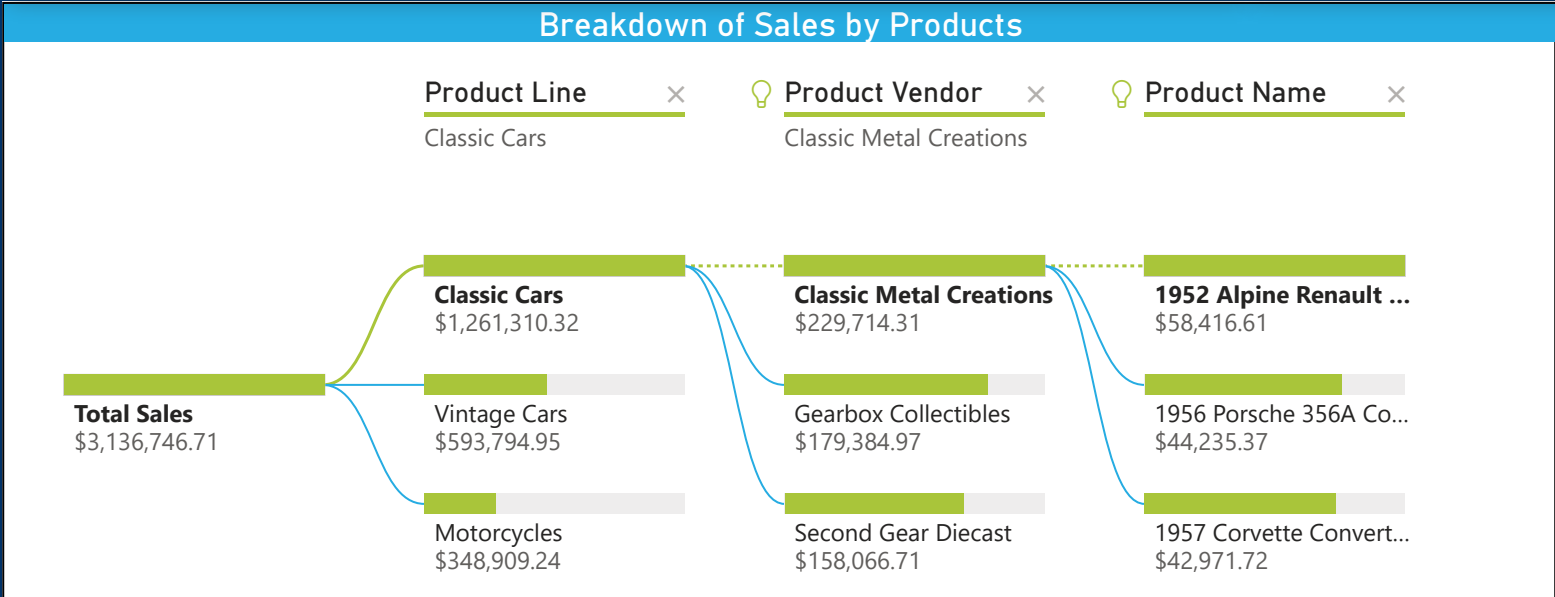 Breakdown of Sales by Products
Product Line
Product Vendor
Product Name
Classic Cars
Classic Metal Creations
Classic Cars
$1,261,310.32
Classic Metal Creations
$229,714.31
1952 Alpine Renault ...
$58,416.61
Total Sales
$3,136,746.71
Vintage Cars
$593,794.95
Gearbox Collectibles
$179,384.97
1956 Porsche 356A Co...
$44,235.37
Motorcycles
$348,909.24
Second Gear Diecast
$158,066.71
1957 Corvette Convert...
$42,971.72